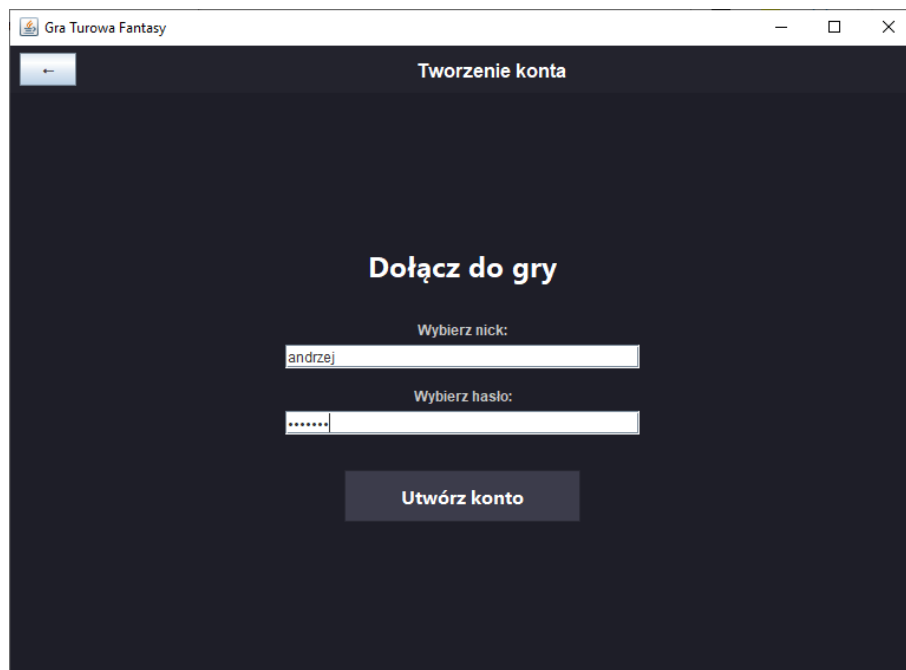 Gra Turowa Fantasy
←
Tworzenie konta
Dołącz do gry
Wybierz nick:
andrzej
Wybierz hasło:
•••••••
Utwórz konto